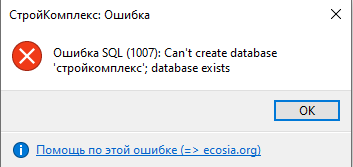 СтройКомплекс: Ошибка
Ошибка SQL (1007): Can't create database
'стройкомплекс'; database exists
OK
Помощь по этой ошибке (=> ecosia.org)